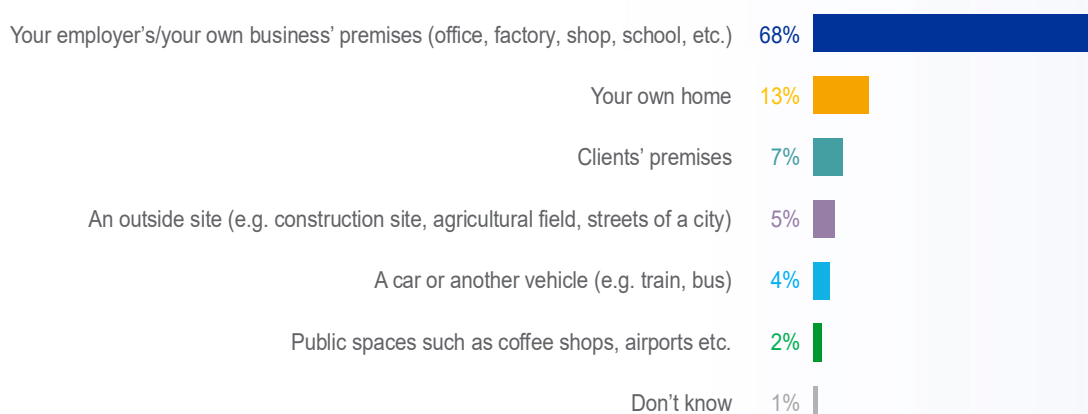 Your employer's/your own business' premises (office, factory, shop, school, etc.) 68%
Your own home 13%
Clients' premises 7%
An outside site (e.g. construction site, agricultural field, streets of a city) 5%
A car or another vehicle (e.g. train, bus) 4%
Public spaces such as coffee shops, airports etc. 2%
Don't know 1%